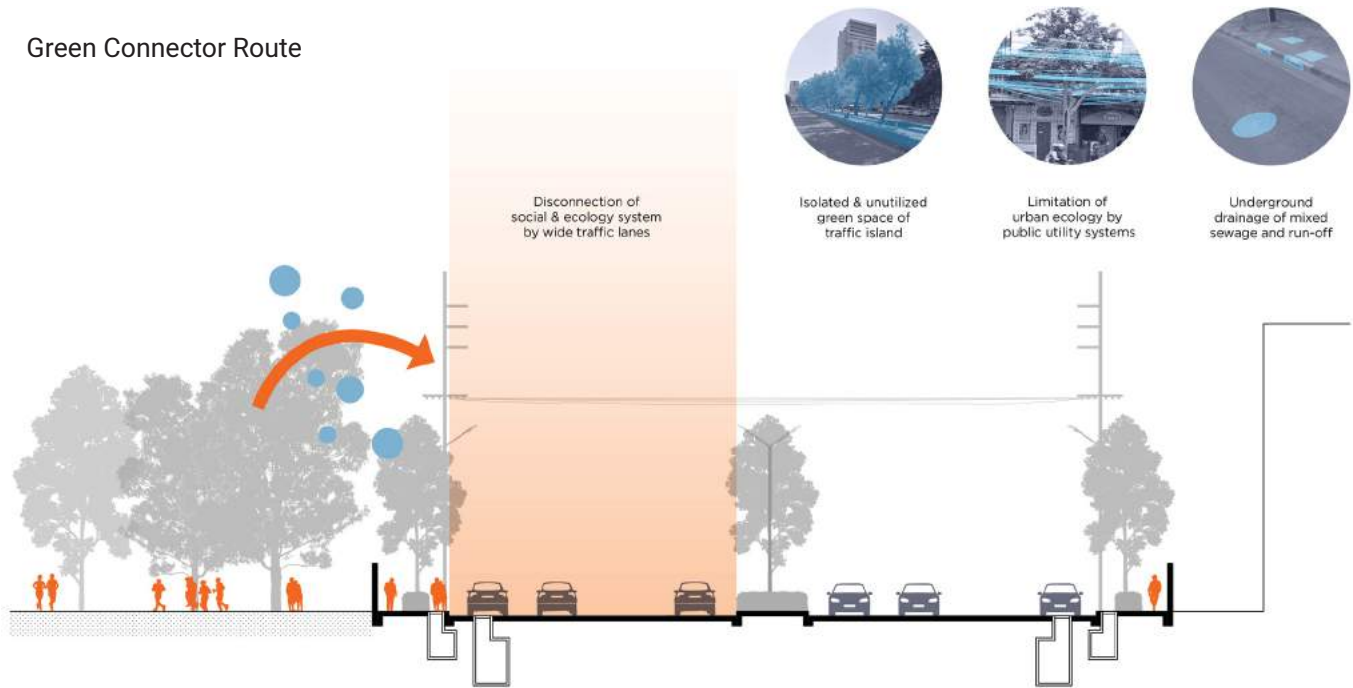 Green Connector Route
Disconnection of
social & ecology system
by wide traffic lanes
Isolated & unutilized
green space of
traffic island
Limitation of
urban ecology by
public utility systems
Underground
drainage of mixed
sewage and run-off